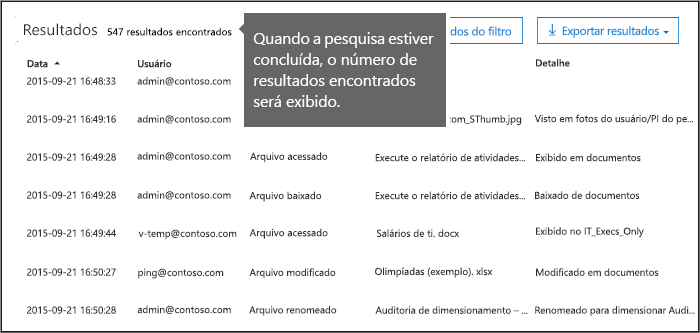 Resultados 547 resultados encontrados
Quando a pesquisa estiver
concluída, o número de
resultados encontrados
será exibido.
dos do filtro
Exportar resultados
Data Usuário Detalhe
2015-09-21 16:48:33 admin@contoso.com
2015-09-21 16:49:16 admin@contoso.com om_SThumb.jpg Visto em fotos do usuário/PI do pe...
2015-09-21 16:49:28 admin@contoso.com Arquivo acessado Execute o relatório de atividades... Exibido em documentos
2015-09-21 16:49:28 admin@contoso.com Arquivo baixado Execute o relatório de atividades... Baixado de documentos
2015-09-21 16:49:44 v-temp@contoso.com Arquivo acessado Salários de ti. docx Exibido no IT_Execs_Only
2015-09-21 16:50:27 ping@contoso.com Arquivo modificado Olimpíadas (exemplo). xlsx Modificado em documentos
2015-09-21 16:50:28 admin@contoso.com Arquivo renomeado Auditoria de dimensionamento – ... Renomeado para dimensionar Audi...